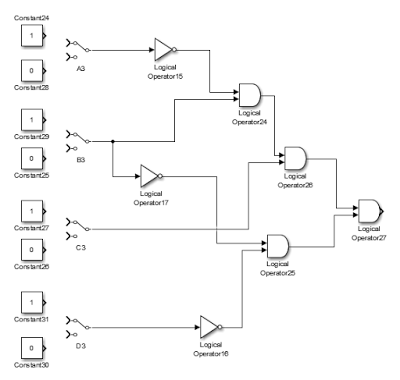 Constant24
1
A3
Logical
Operator15
0
Constant28
Logical
Operator24
Constant29
1
B3
0
Constant25
Logical
Operator17
Logical
Operator26
Constant27
1
C3
Logical
Operator27
0
Constant26
Logical
Operator25
1
Constant31
D3
Logical
Operator16
0
Constant30